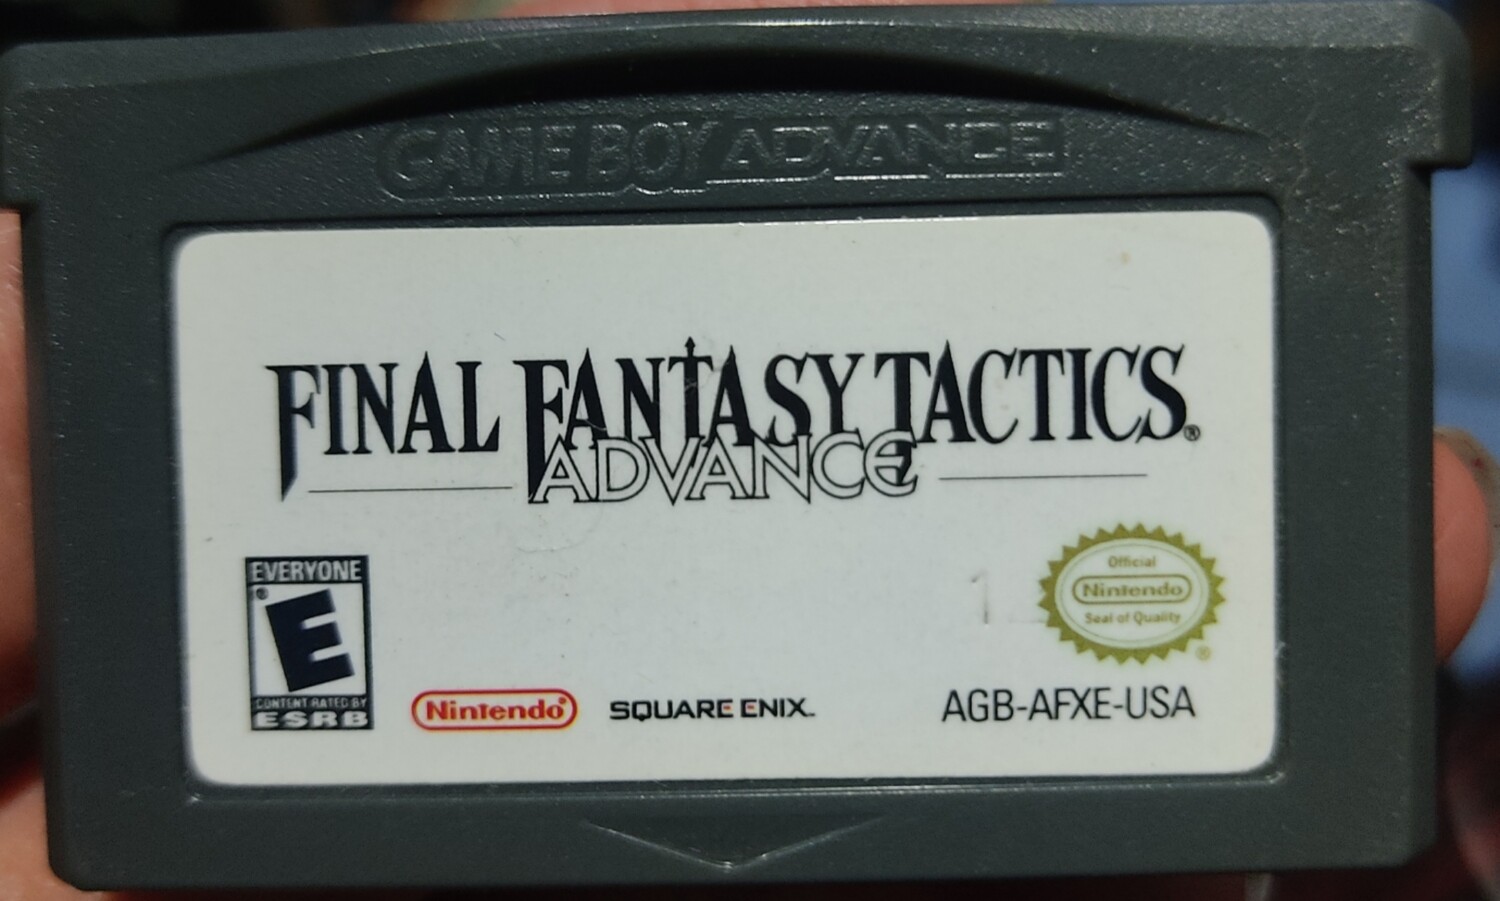 GAME BOY ADVANCE
FINAL FANTASY TACTICS®
ADVANCE
EVERYONE
®
E
CONTENT RATED BY
ESRB
Nintendo®
SQUARE ENIX™
Official
Nintendo
Seal of Quality
®
AGB-AFXE-USA